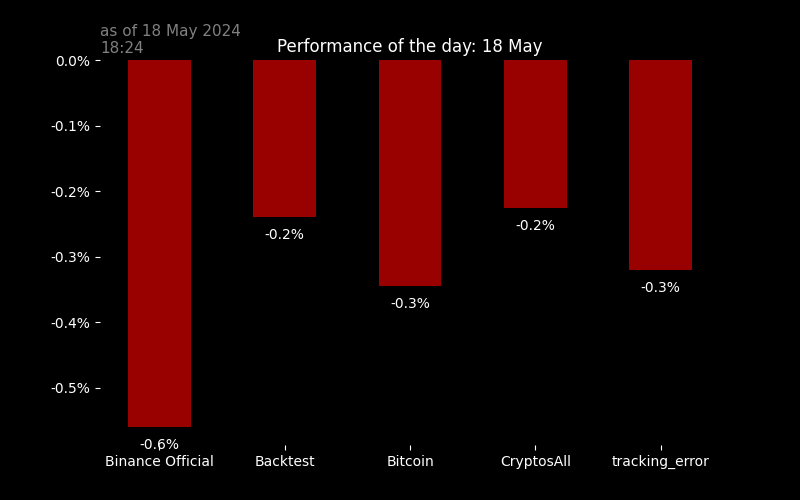 as of 18 May 2024
18:24
Performance of the day: 18 May
0.0%
-0.1%
-0.2%
-0.3%
-0.4%
-0.5%
-0.6%
-0.2%
-0.3%
-0.2%
-0.3%
Binance Official
Backtest
Bitcoin
CryptosAll
tracking_error